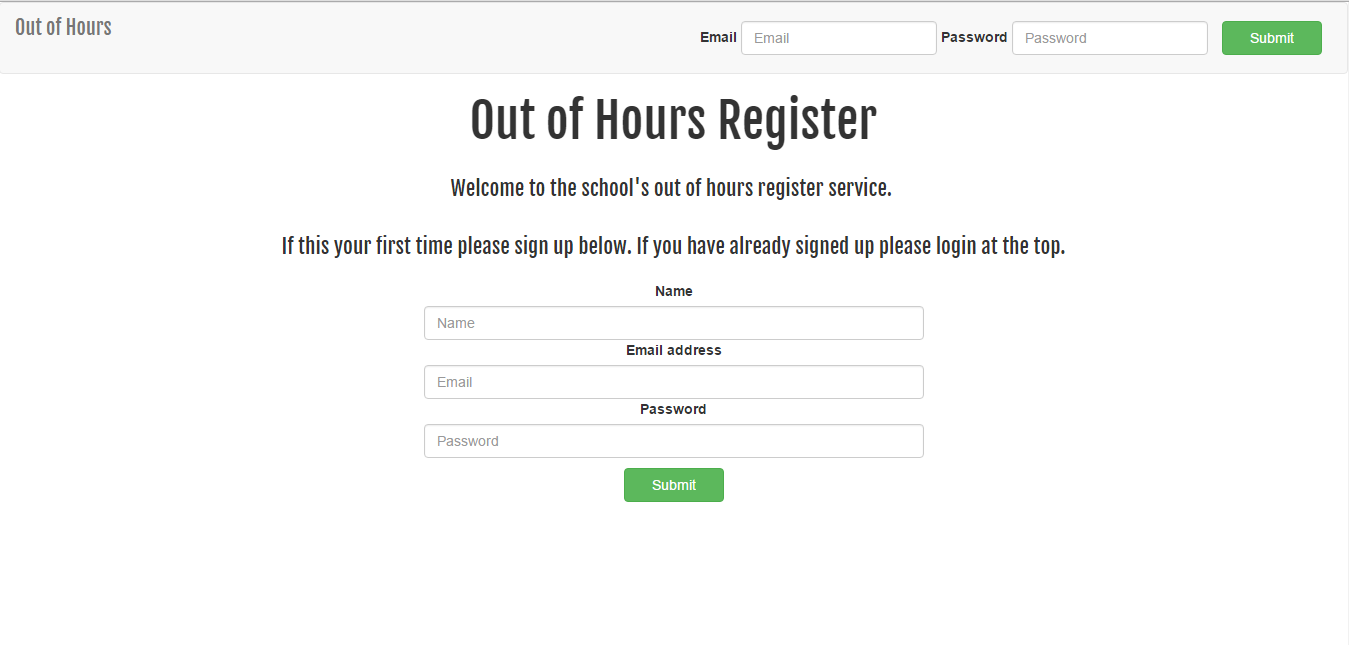 Out of Hours
Email Email Password Password Submit
Out of Hours Register
Welcome to the school's out of hours register service.
If this your first time please sign up below. If you have already signed up please login at the top.
Name
Name
Email address
Email
Password
Password
Submit